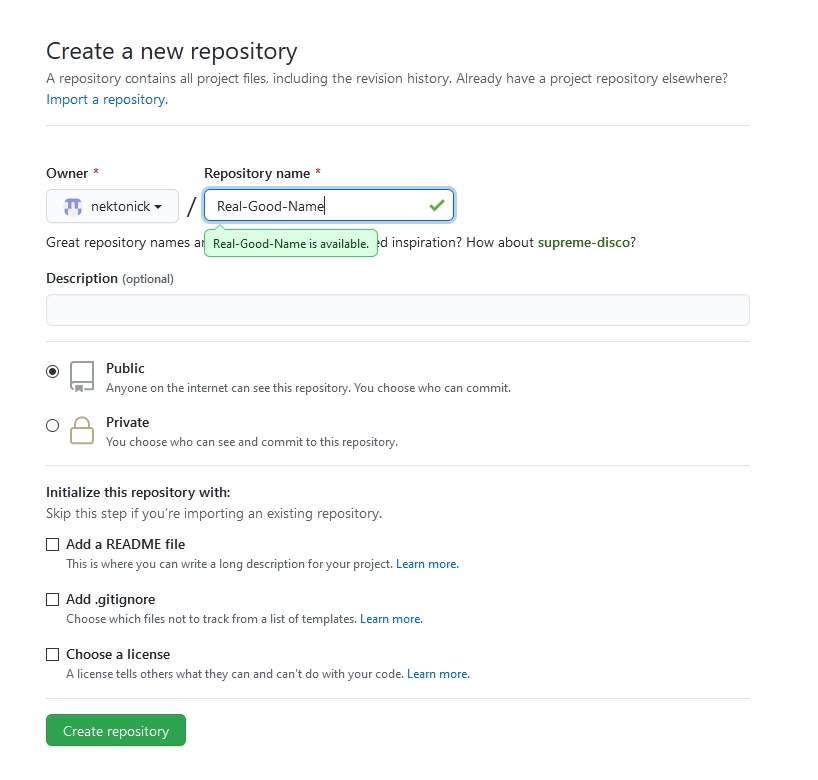 Create a new repository
A repository contains all project files, including the revision history. Already have a project repository elsewhere?
Import a repository.
Owner * Repository name *
nektonick / Real-Good-Name
Great repository names inspiration? How about supreme-disco?
Real-Good-Name is available.
Description (optional)
Public
Anyone on the internet can see this repository. You choose who can commit.
Private
You choose who can see and commit to this repository.
Initialize this repository with:
Skip this step if you're importing an existing repository.
Add a README file
This is where you can write a long description for your project. Learn more.
Add .gitignore
Choose which files not to track from a list of templates. Learn more.
Choose a license
A license tells others what they can and can't do with your code. Learn more.
Create repository